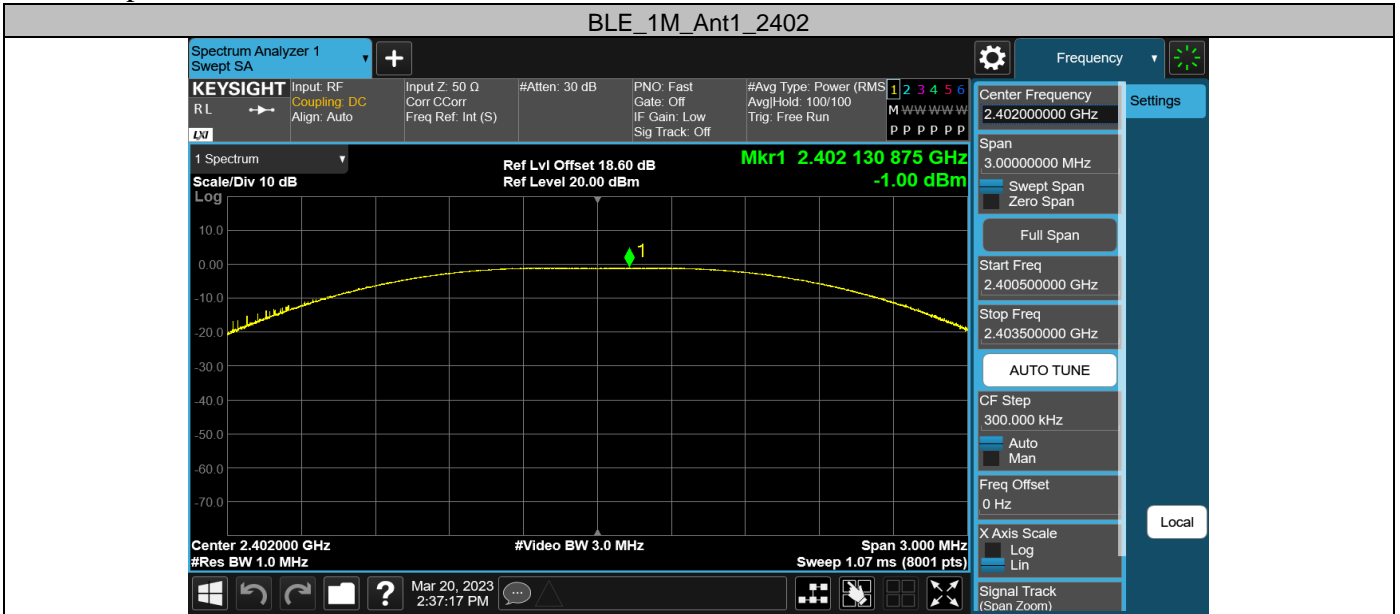 BLE_1M_Ant1_2402
Spectrum Analyzer 1
Swept SA
Frequency
KEYSIGHT
RL
LXI
Input: RF
Coupling: DC
Align: Auto
Input Z: 50 Ω
Corr CCorr
Freq Ref: Int (S)
#Atten: 30 dB
PNO: Fast
Gate: Off
IF Gain: Low
Sig Track: Off
#Avg Type: Power (RMS
Avg|Hold: 100/100
Trig: Free Run
1 2 3 4 5 6
M W W W W W
P P P P P P
1 Spectrum
Scale/Div 10 dB
Log
Ref Lvl Offset 18.60 dB
Ref Level 20.00 dBm
Mkr1 2.402 130 875 GHz
-1.00 dBm
10.0
0.00
-10.0
-20.0
-30.0
-40.0
-50.0
-60.0
-70.0
1
Center 2.402000 GHz
#Res BW 1.0 MHz
#Video BW 3.0 MHz
Span 3.000 MHz
Sweep 1.07 ms (8001 pts)
Mar 20, 2023
2:37:17 PM
Center Frequency
2.402000000 GHz
Span
3.00000000 MHz
Swept Span
Zero Span
Full Span
Start Freq
2.400500000 GHz
Stop Freq
2.403500000 GHz
AUTO TUNE
CF Step
300.000 kHz
Auto
Man
Freq Offset
0 Hz
X Axis Scale
Log
Lin
Signal Track
(Span Zoom)
Settings
Local